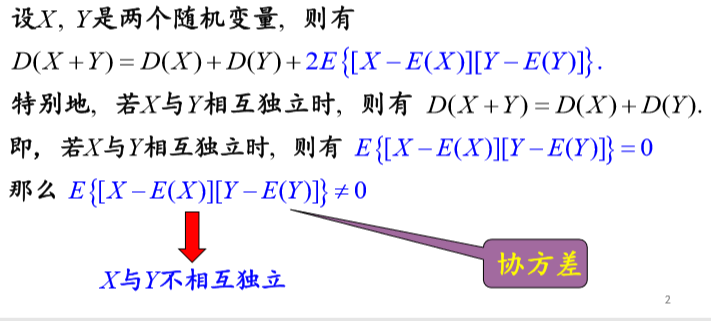 设X, Y是两个随机变量, 则有
D(X+Y)=D(X)+D(Y)+2E{[X−E(X)][Y−E(Y)]}.
特别地, 若X与Y相互独立时, 则有 D(X+Y)=D(X)+D(Y).
即, 若X与Y相互独立时, 则有 E{[X−E(X)][Y−E(Y)]}=0
那么 E{[X−E(X)][Y−E(Y)]}≠0
协方差
X与Y不相互独立
2